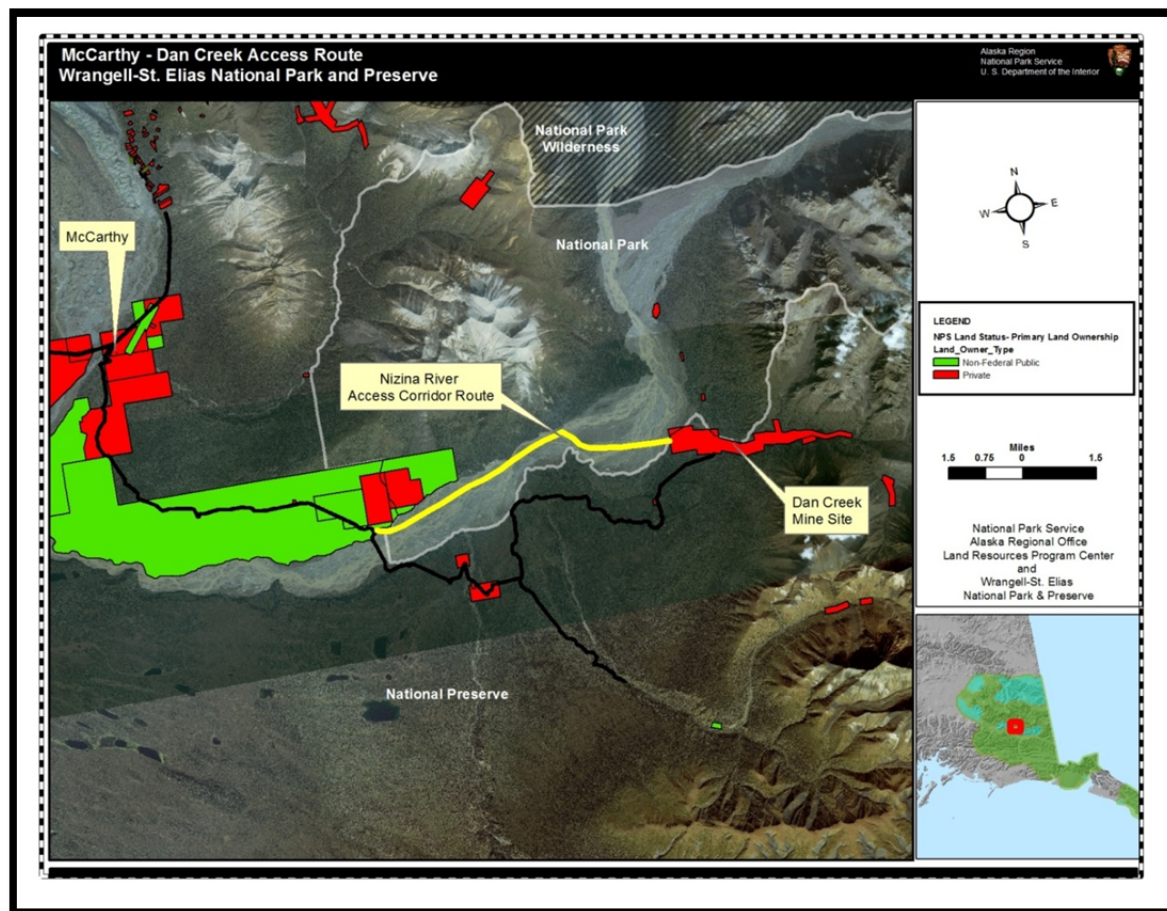 McCarthy - Dan Creek Access Route
Wrangell-St. Elias National Park and Preserve
Alaska Region
National Park Service
U. S. Department of the Interior
National Park
Wilderness
McCarthy
National Park
Nizina River
Access Corridor Route
Dan Creek
Mine Site
National Preserve
N
W
E
S
LEGEND
NPS Land Status- Primary Land Ownership
Land_Owner_Type
Non-Federal Public
Private
Miles
1.5 0.75 0 1.5
National Park Service
Alaska Regional Office
Land Resources Program Center
and
Wrangell-St. Elias
National Park & Preserve